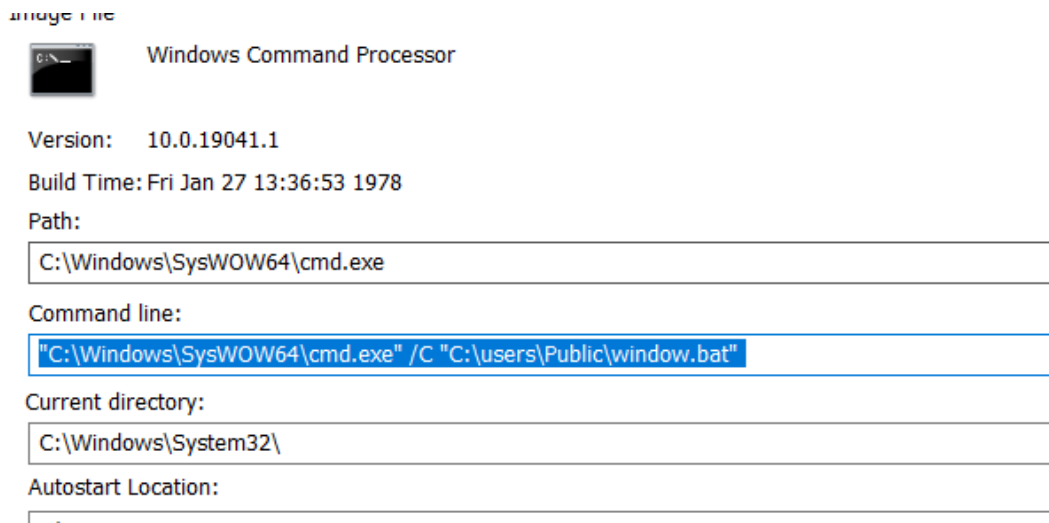 Image File
C:\
Windows Command Processor
Version: 10.0.19041.1
Build Time: Fri Jan 27 13:36:53 1978
Path:
C:\Windows\SysWOW64\cmd.exe
Command line:
"C:\Windows\SysWOW64\cmd.exe" /C "C:\users\Public\window.bat"
Current directory:
C:\Windows\System32\
Autostart Location: